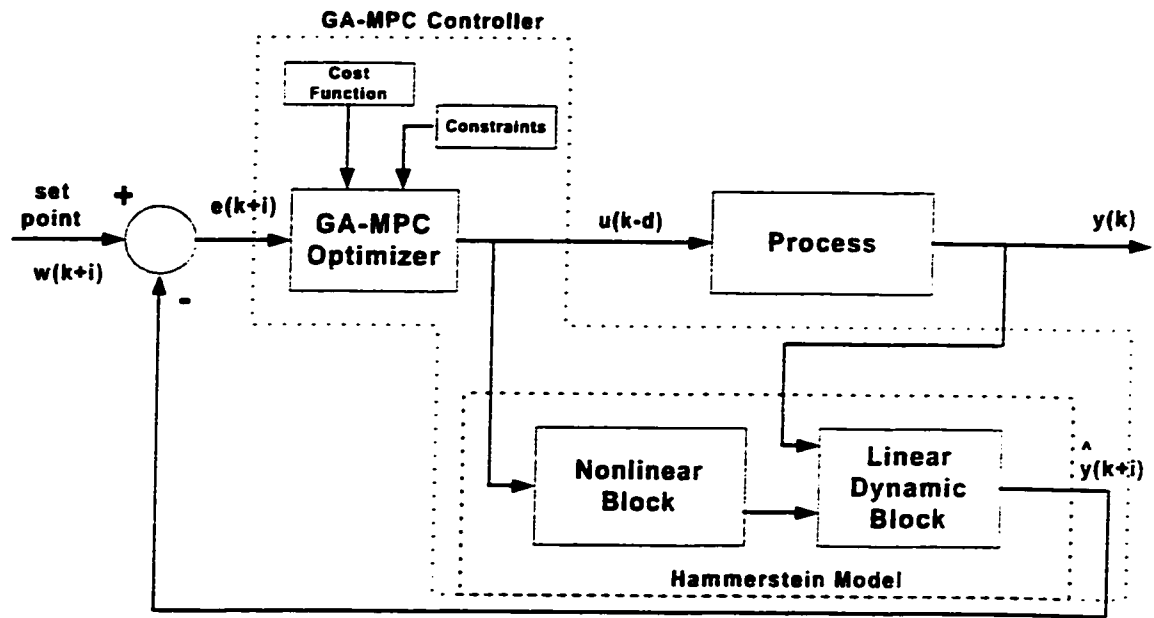 GA-MPC Controller
Cost
Function
Constraints
set
point
+
e(k+i)
w(k+i)
-
GA-MPC
Optimizer
u(k-d)
Process
y(k)
Nonlinear
Block
Linear
Dynamic
Block
^
y(k+i)
Hammerstein Model